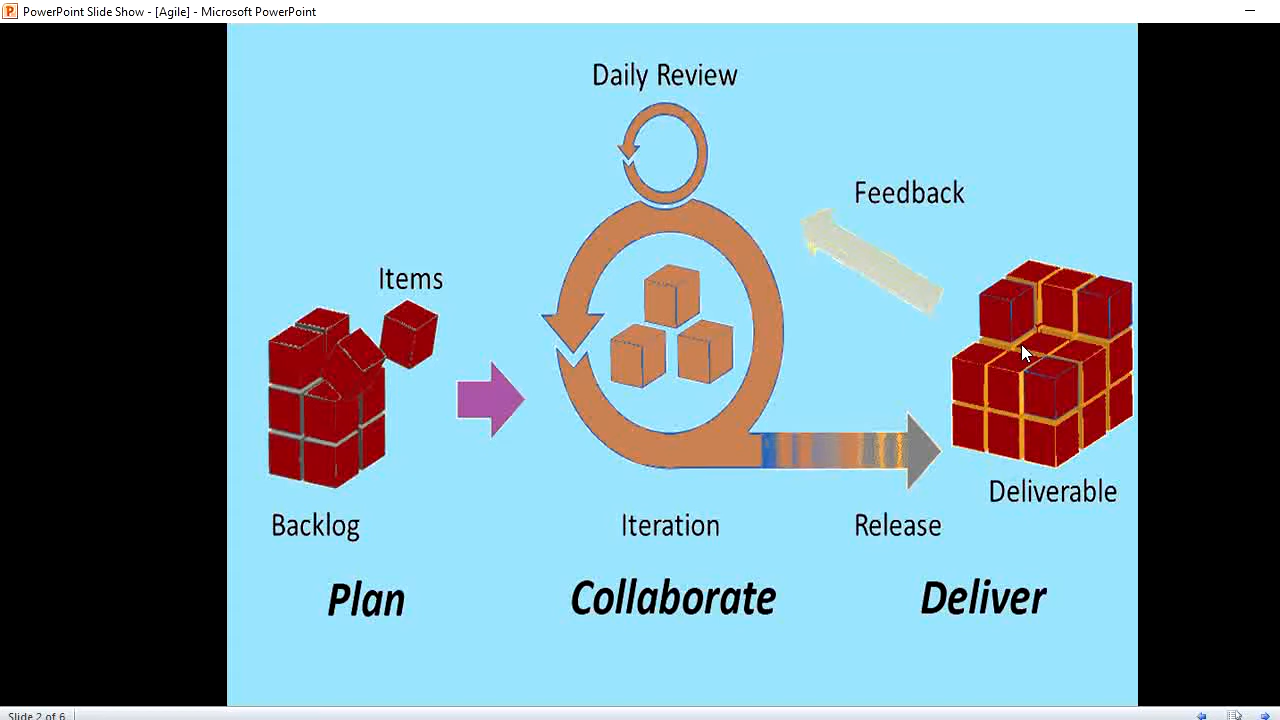 PowerPoint Slide Show - [Agile] - Microsoft PowerPoint
Daily Review
Feedback
Items
Deliverable
Backlog
Iteration
Release
Plan
Collaborate
Deliver
Slide 2 of 6